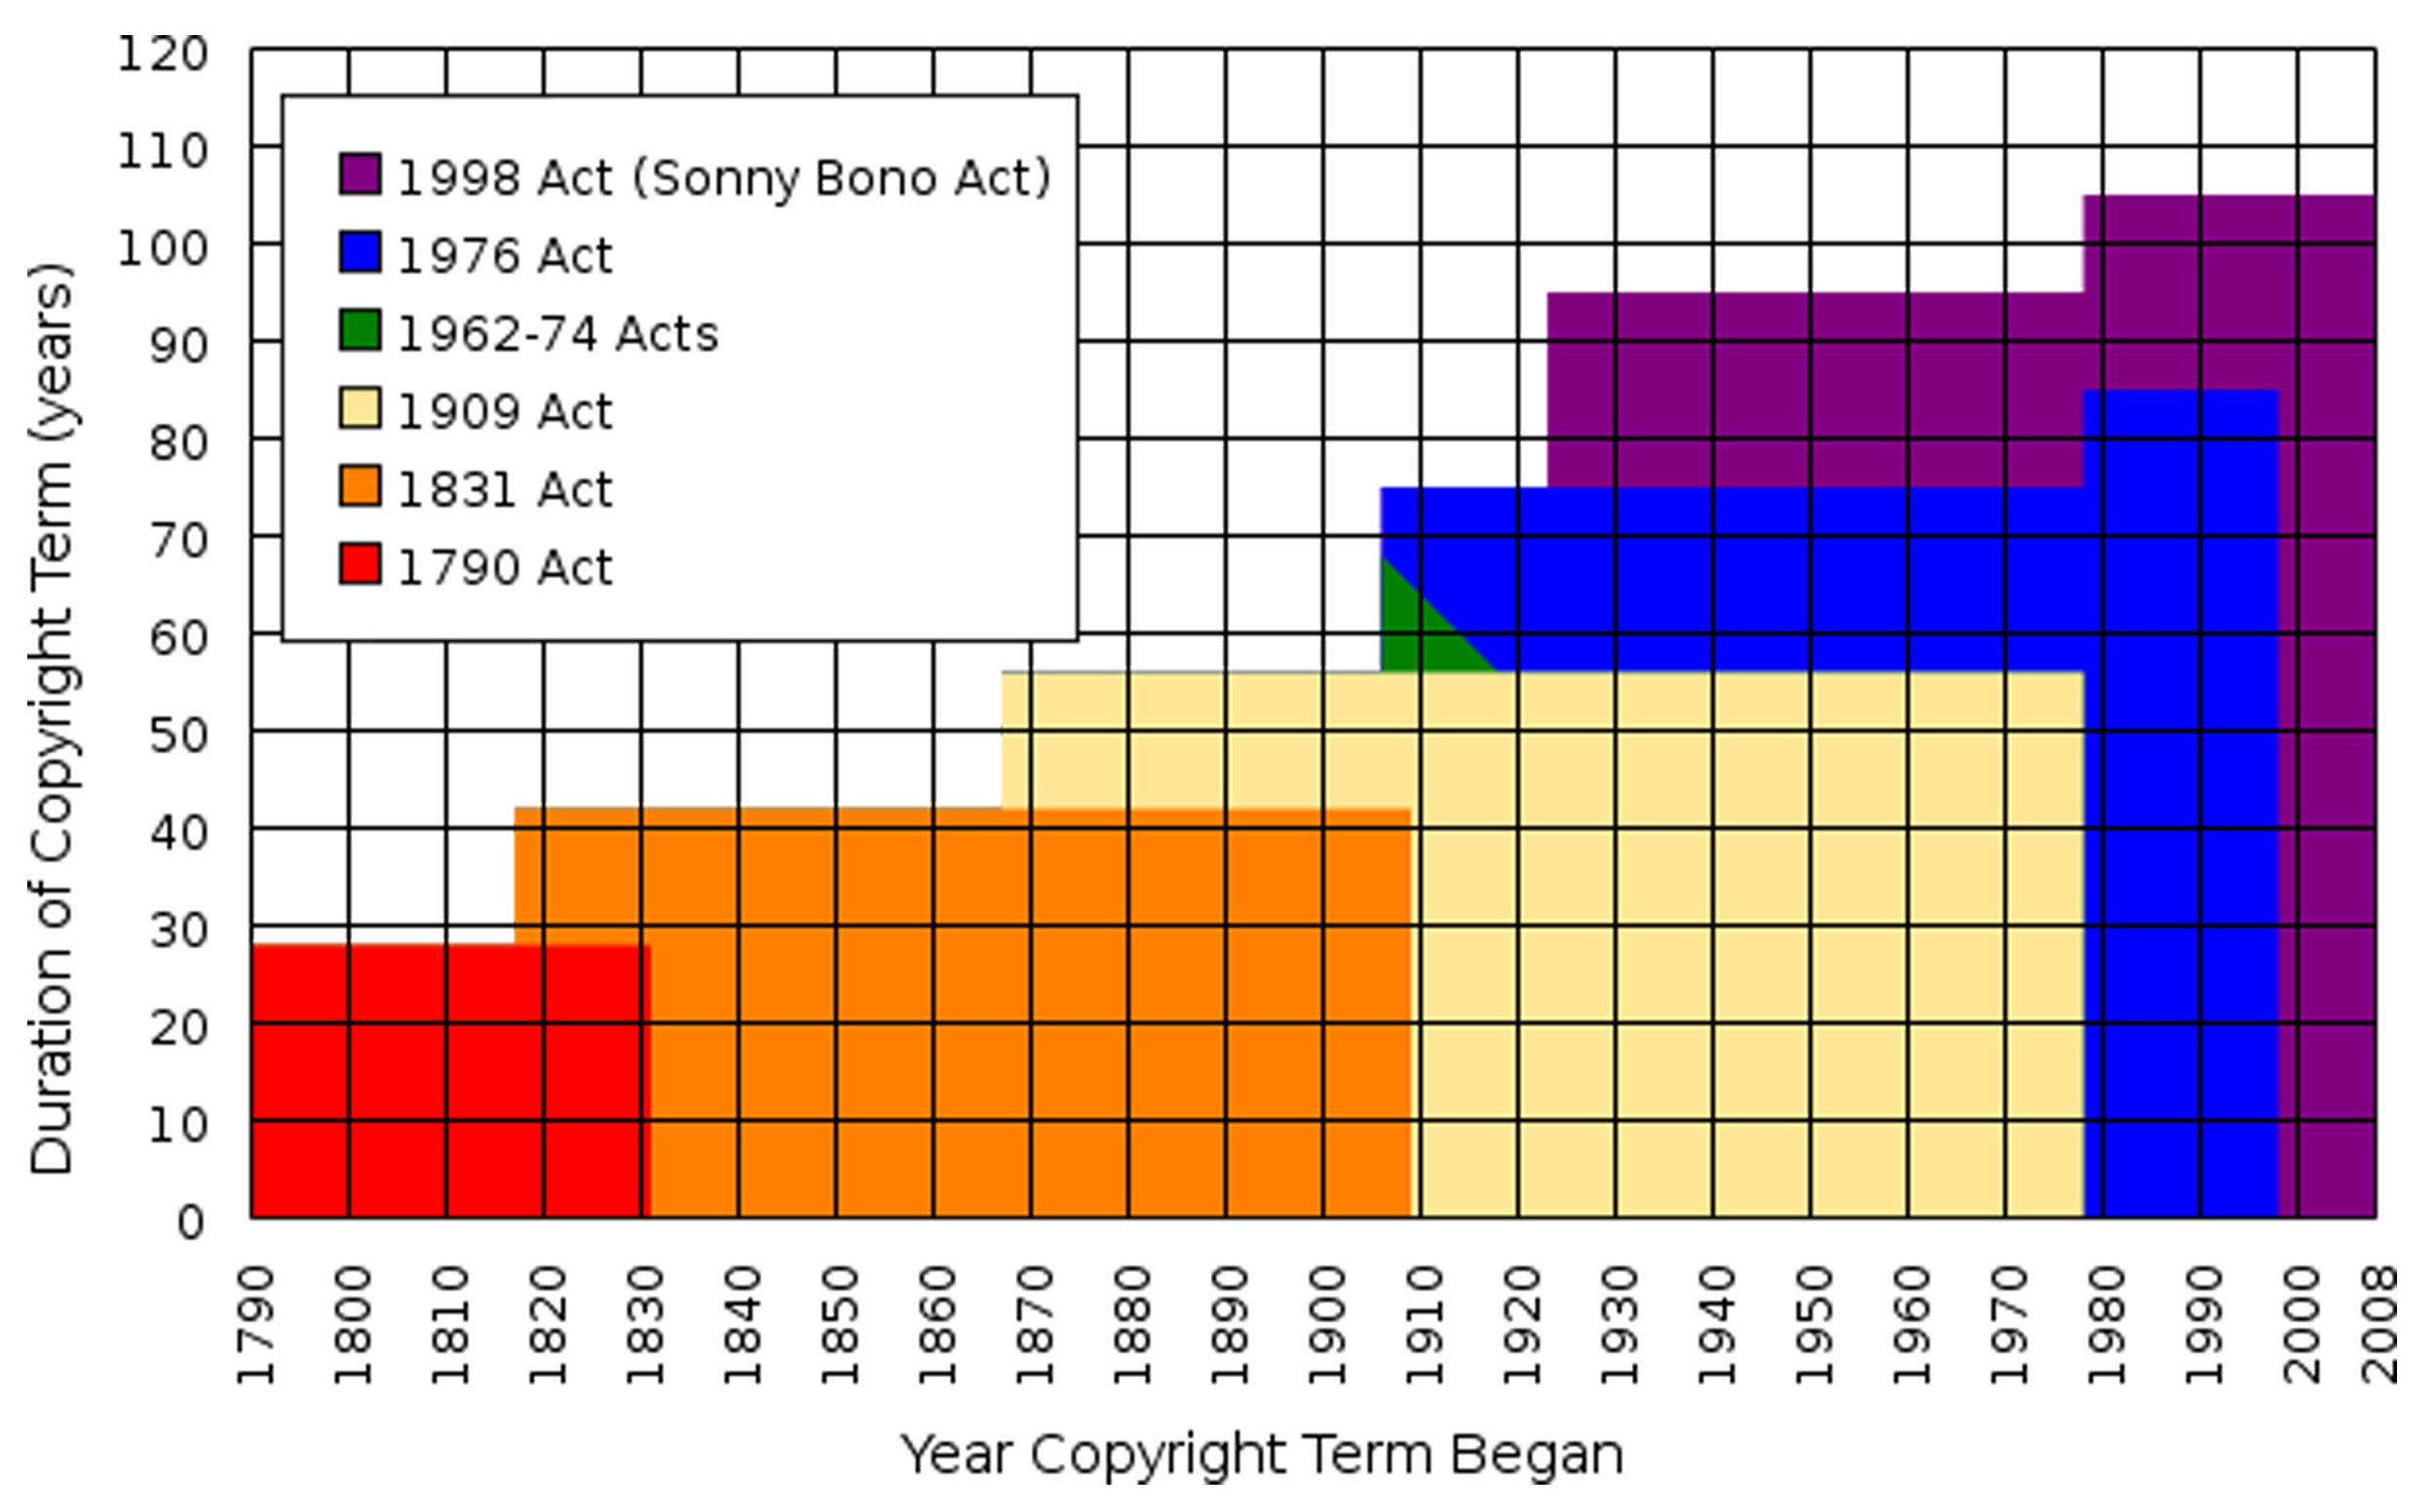 120
110
100
90
80
70
60
50
40
30
20
10
0
Duration of Copyright Term (years)
1998 Act (Sonny Bono Act)
1976 Act
1962-74 Acts
1909 Act
1831 Act
1790 Act
1790 1800 1810 1820 1830 1840 1850 1860 1870 1880 1890 1900 1910 1920 1930 1940 1950 1960 1970 1980 1990 2000 2008
Year Copyright Term Began